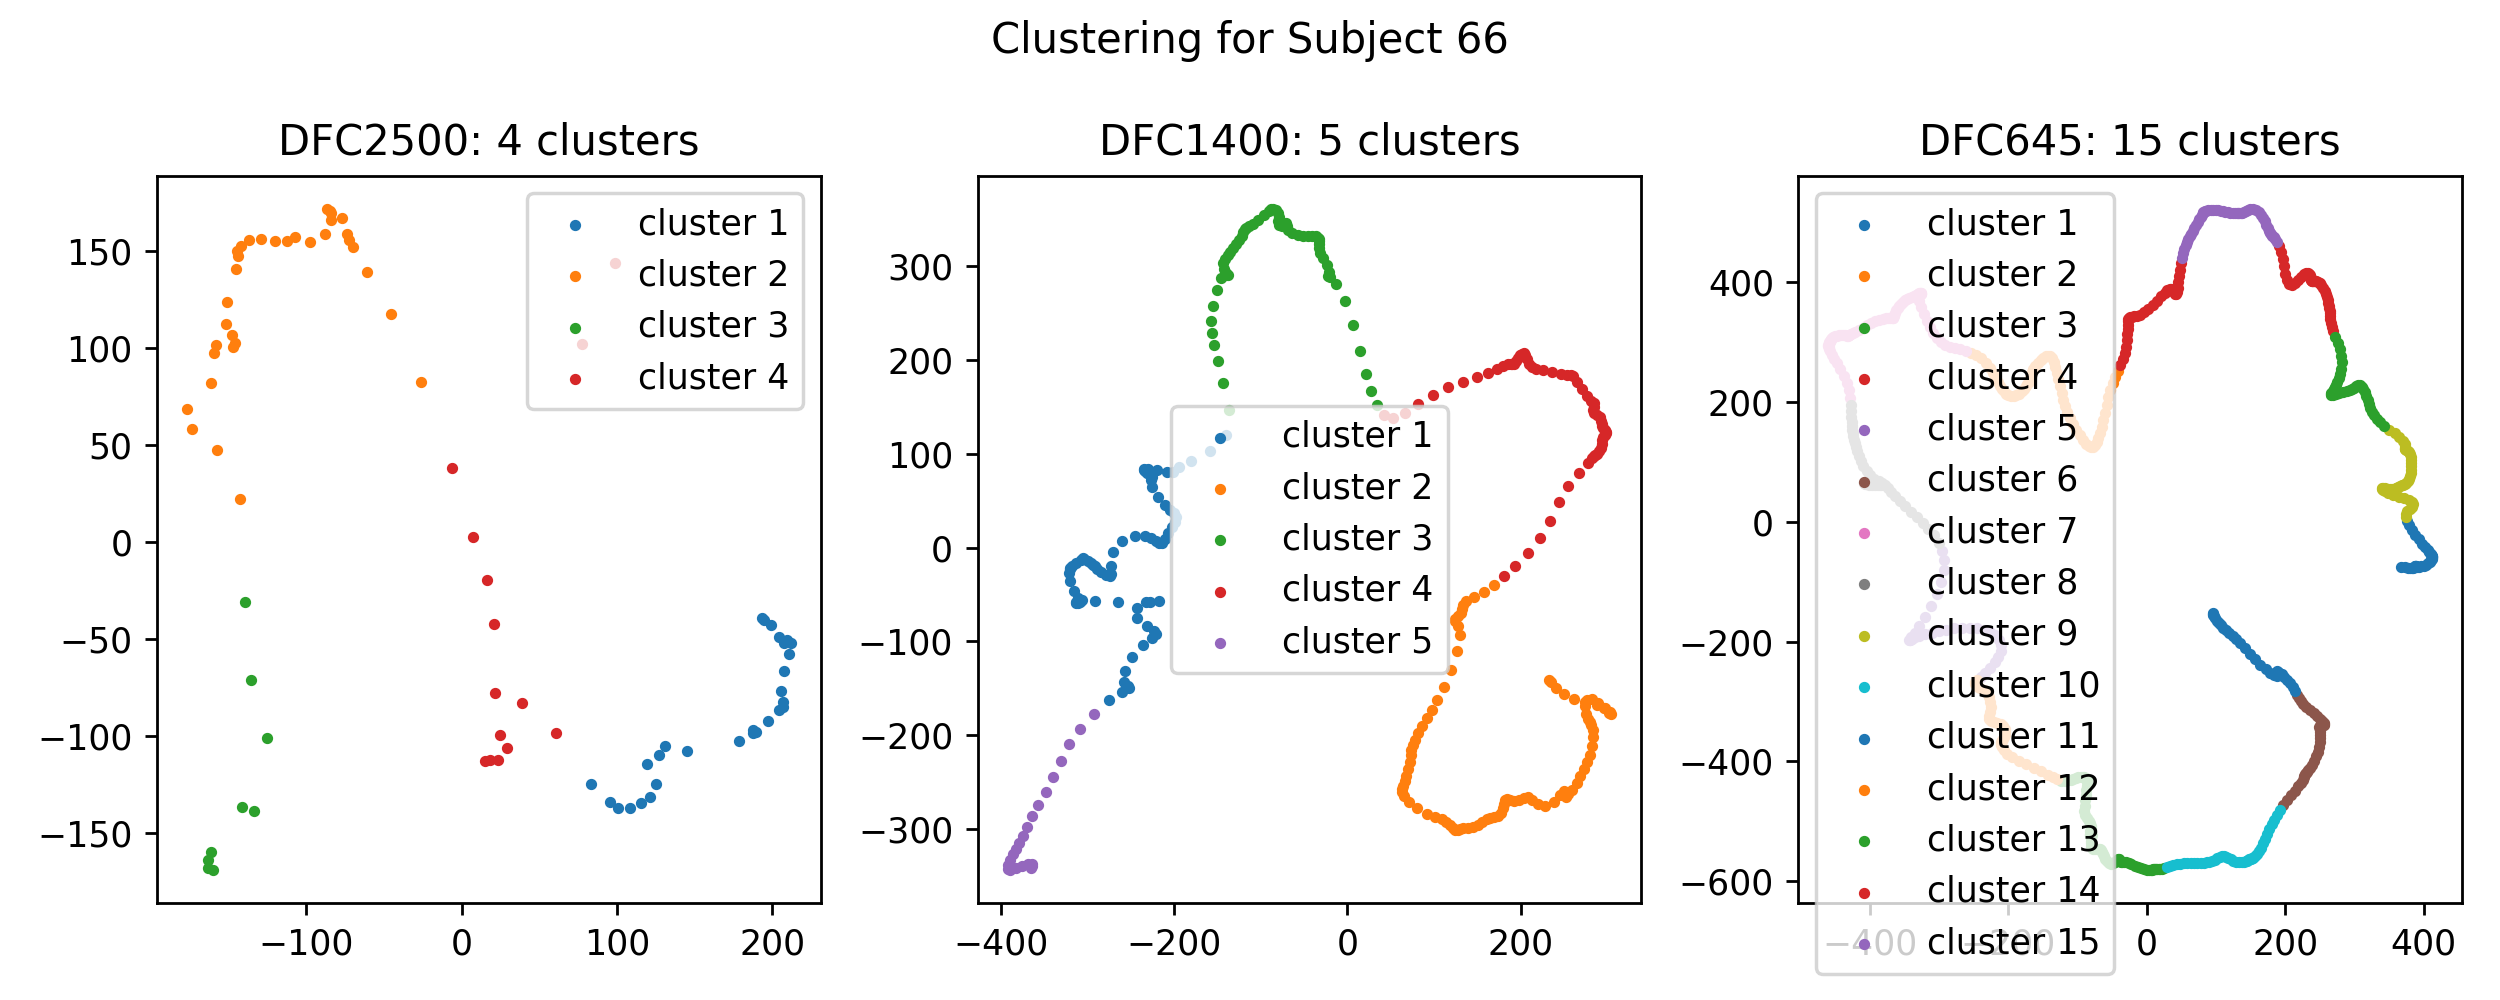 Clustering for Subject 66
DFC2500: 4 clusters
150
100
50
0
−50
−100
−150
−100
0
100
200
cluster 1
cluster 2
cluster 3
cluster 4
DFC1400: 5 clusters
300
200
100
0
−100
−200
−300
−400
−200
0
200
cluster 1
cluster 2
cluster 3
cluster 4
cluster 5
DFC645: 15 clusters
400
200
0
−200
−400
−600
−400
−200
0
200
400
cluster 1
cluster 2
cluster 3
cluster 4
cluster 5
cluster 6
cluster 7
cluster 8
cluster 9
cluster 10
cluster 11
cluster 12
cluster 13
cluster 14
cluster 15